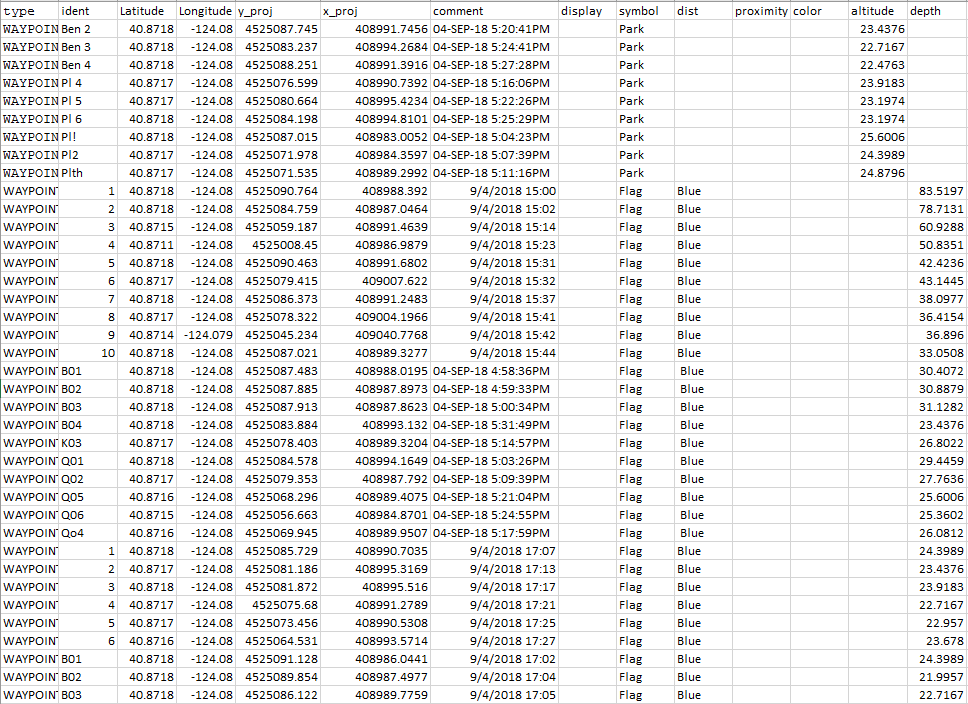 type ident Latitude Longitude y_proj x_proj comment display symbol dist proximity color altitude depth
WAYPOIN Ben 2 40.8718 -124.08 4525087.745 408991.7456 04-SEP-18 5:20:41PM Park 23.4376
WAYPOIN Ben 3 40.8718 -124.08 4525083.237 408994.2684 04-SEP-18 5:24:41PM Park 22.7167
WAYPOIN Ben 4 40.8718 -124.08 4525088.251 408991.3916 04-SEP-18 5:27:28PM Park 22.4763
WAYPOIN Pl 4 40.8717 -124.08 4525076.599 408990.7392 04-SEP-18 5:16:06PM Park 23.9183
WAYPOIN Pl 5 40.8717 -124.08 4525080.664 408995.4234 04-SEP-18 5:22:26PM Park 23.1974
WAYPOIN Pl 6 40.8717 -124.08 4525084.198 408994.8101 04-SEP-18 5:25:29PM Park 23.1974
WAYPOIN Pl! 40.8718 -124.08 4525087.015 408983.0052 04-SEP-18 5:04:23PM Park 25.6006
WAYPOIN Pl2 40.8717 -124.08 4525071.978 408984.3597 04-SEP-18 5:07:39PM Park 24.3989
WAYPOIN Plth 40.8717 -124.08 4525071.535 408989.2992 04-SEP-18 5:11:16PM Park 24.8796
WAYPOINT 1 40.8718 -124.08 4525090.764 408988.392 9/4/2018 15:00 Flag Blue 83.5197
WAYPOINT 2 40.8718 -124.08 4525084.759 408987.0464 9/4/2018 15:02 Flag Blue 78.7131
WAYPOINT 3 40.8715 -124.08 4525059.187 408991.4639 9/4/2018 15:14 Flag Blue 60.9288
WAYPOINT 4 40.8711 -124.08 4525008.45 408986.9879 9/4/2018 15:23 Flag Blue 50.8351
WAYPOINT 5 40.8718 -124.08 4525090.463 408991.6802 9/4/2018 15:31 Flag Blue 42.4236
WAYPOINT 6 40.8717 -124.08 4525079.415 409007.622 9/4/2018 15:32 Flag Blue 43.1445
WAYPOINT 7 40.8718 -124.08 4525086.373 408991.2483 9/4/2018 15:37 Flag Blue 38.0977
WAYPOINT 8 40.8717 -124.08 4525078.322 409004.1966 9/4/2018 15:41 Flag Blue 36.4154
WAYPOINT 9 40.8714 -124.079 4525045.234 409040.7768 9/4/2018 15:42 Flag Blue 36.896
WAYPOINT 10 40.8718 -124.08 4525087.021 408989.3277 9/4/2018 15:44 Flag Blue 33.0508
WAYPOINT B01 40.8718 -124.08 4525087.483 408988.0195 04-SEP-18 4:58:36PM Flag Blue 30.4072
WAYPOINT B02 40.8718 -124.08 4525087.885 408987.8973 04-SEP-18 4:59:33PM Flag Blue 30.8879
WAYPOINT B03 40.8718 -124.08 4525087.913 408987.8623 04-SEP-18 5:00:34PM Flag Blue 31.1282
WAYPOINT B04 40.8718 -124.08 4525083.884 408993.132 04-SEP-18 5:31:49PM Flag Blue 23.4376
WAYPOINT K03 40.8717 -124.08 4525078.403 408989.3204 04-SEP-18 5:14:57PM Flag Blue 26.8022
WAYPOINT Q01 40.8718 -124.08 4525084.578 408994.1649 04-SEP-18 5:03:26PM Flag Blue 29.4459
WAYPOINT Q02 40.8717 -124.08 4525079.353 408987.792 04-SEP-18 5:09:39PM Flag Blue 27.7636
WAYPOINT Q05 40.8716 -124.08 4525068.296 408989.4075 04-SEP-18 5:21:04PM Flag Blue 25.6006
WAYPOINT Q06 40.8715 -124.08 4525056.663 408984.8701 04-SEP-18 5:24:55PM Flag Blue 25.3602
WAYPOINT Qo4 40.8716 -124.08 4525069.945 408989.9507 04-SEP-18 5:17:59PM Flag Blue 26.0812
WAYPOINT 1 40.8718 -124.08 4525085.729 408990.7035 9/4/2018 17:07 Flag Blue 24.3989
WAYPOINT 2 40.8717 -124.08 4525081.186 408995.3169 9/4/2018 17:13 Flag Blue 23.4376
WAYPOINT 3 40.8718 -124.08 4525081.872 408995.516 9/4/2018 17:17 Flag Blue 23.9183
WAYPOINT 4 40.8717 -124.08 4525075.68 408991.2789 9/4/2018 17:21 Flag Blue 22.7167
WAYPOINT 5 40.8717 -124.08 4525073.456 408990.5308 9/4/2018 17:25 Flag Blue 22.957
WAYPOINT 6 40.8716 -124.08 4525064.531 408993.5714 9/4/2018 17:27 Flag Blue 23.678
WAYPOINT B01 40.8718 -124.08 4525091.128 408986.0441 9/4/2018 17:02 Flag Blue 24.3989
WAYPOINT B02 40.8718 -124.08 4525089.854 408987.4977 9/4/2018 17:04 Flag Blue 21.9957
WAYPOINT B03 40.8718 -124.08 4525086.122 408989.7759 9/4/2018 17:05 Flag Blue 22.7167